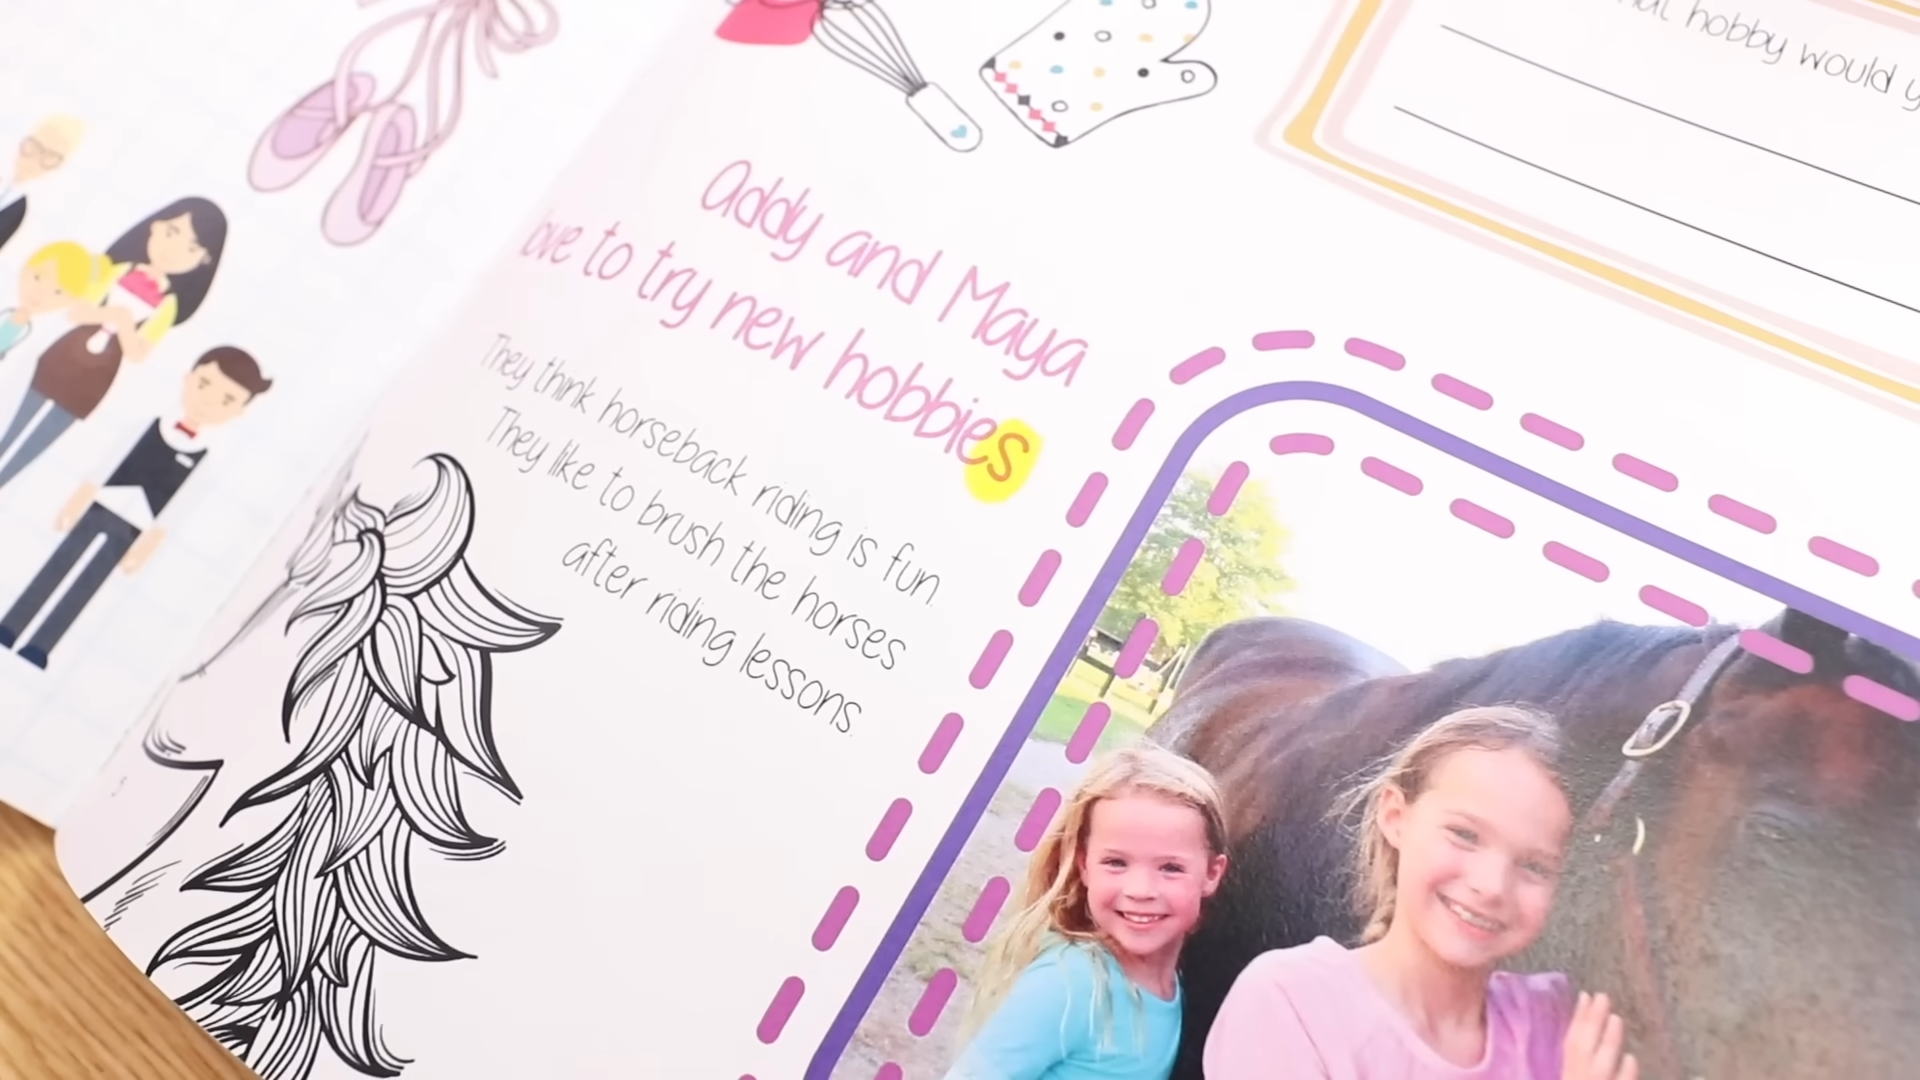 Addy and Maya
love to try new hobbies
They think horseback riding is fun.
They like to brush the horses
after riding lessons.
hobby would